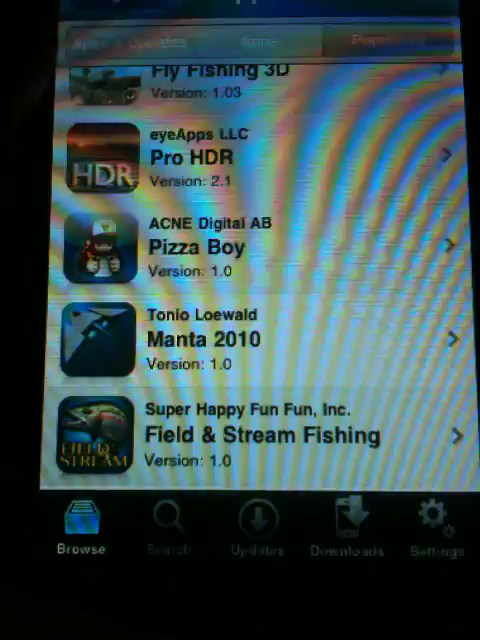 Updates
Apps
Fly Fishing 3D
Version: 1.03
eyeApps LLC
HDR
Pro HDR
Version: 2.1
ACNE Digital AB
Pizza Boy
Version: 1.0
Tonio Loewald
Manta 2010
Version: 1.0
Super Happy Fun Fun, Inc.
FIELD &
STREAM
Field & Stream Fishing
Version: 1.0
Browse
Search
Updates
Downloads
Settings